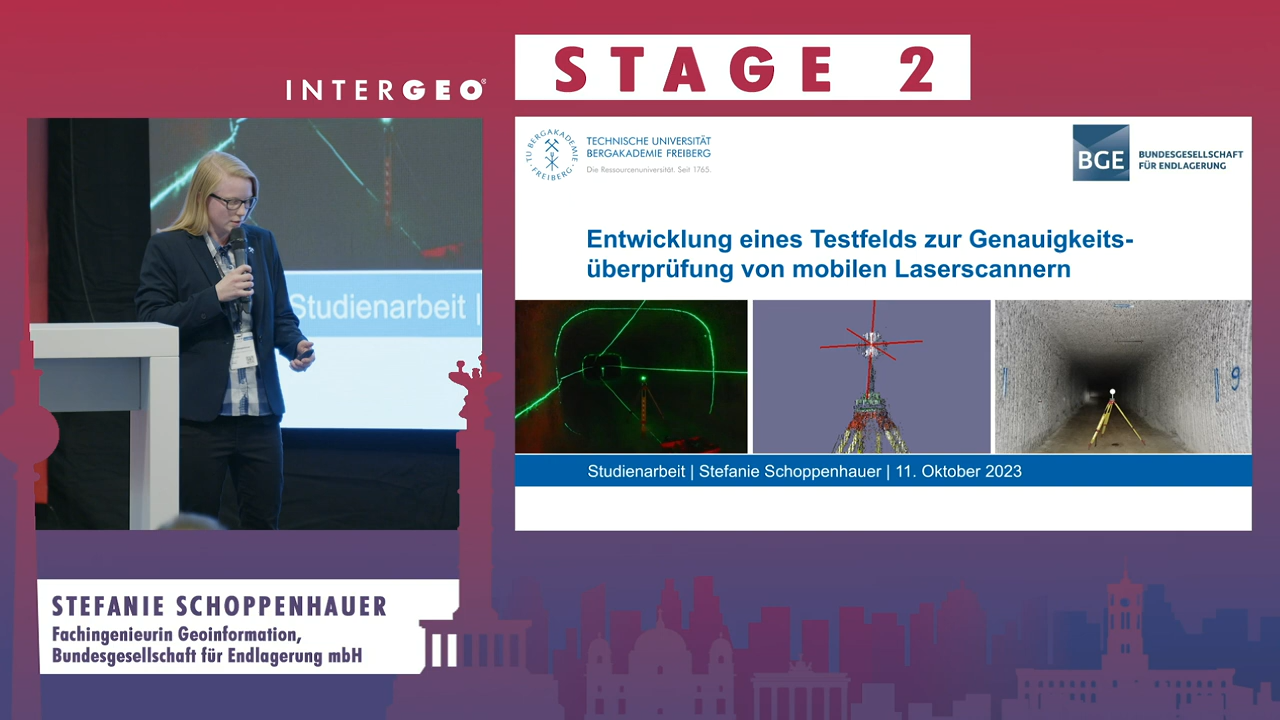 INTERGEO®
STAGE 2
TU BERGAKADEMIE FREIBERG
TECHNISCHE UNIVERSITÄT
BERGAKADEMIE FREIBERG
Die Ressourcenuniversität. Seit 1765.
BGE
BUNDESGESELLSCHAFT
FÜR ENDLAGERUNG
Entwicklung eines Testfelds zur Genauigkeits-
überprüfung von mobilen Laserscannern
9
Studienarbeit | Stefanie Schoppenhauer | 11. Oktober 2023
Studienarbeit |
STEFANIE SCHOPPENHAUER
Fachingenieurin Geoinformation,
Bundesgesellschaft für Endlagerung mbH